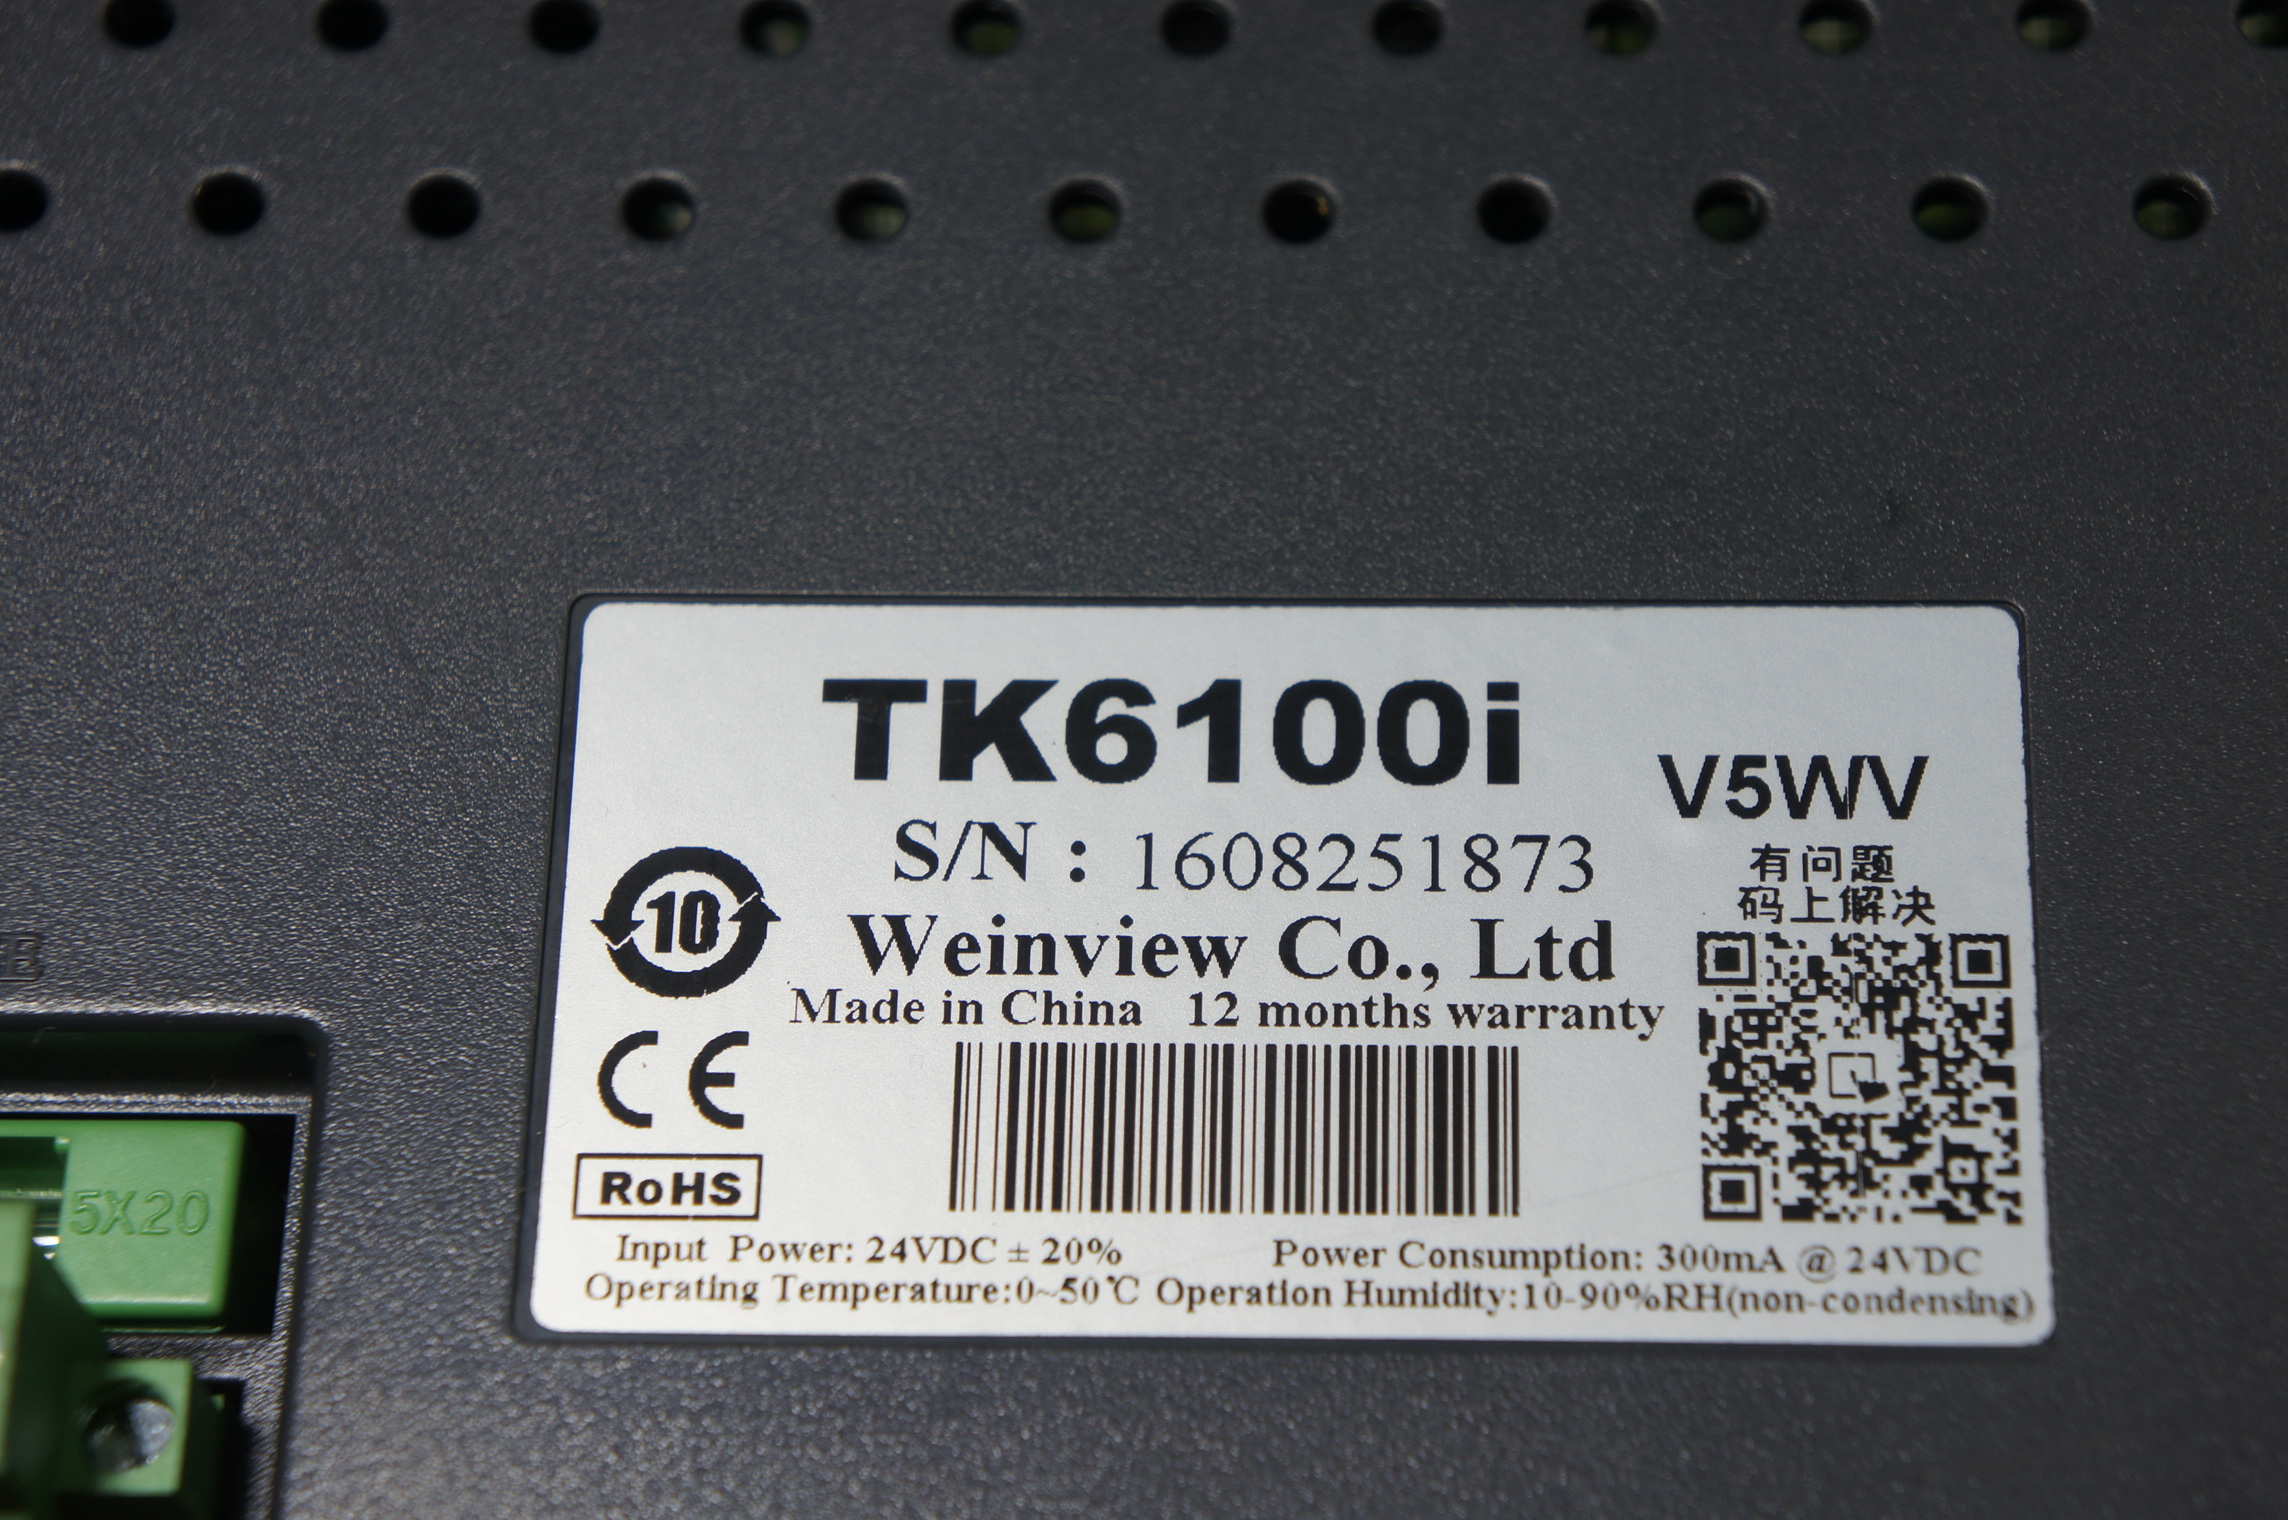 TK6100i
V5WV
S/N : 1608251873
有问题
码上解决
10
Weinview Co., Ltd
Made in China 12 months warranty
CE
RoHS
5X20
Input Power: 24VDC ± 20% Power Consumption: 300mA @ 24VDC
Operating Temperature:0~50℃ Operation Humidity:10-90%RH(non-condensing)